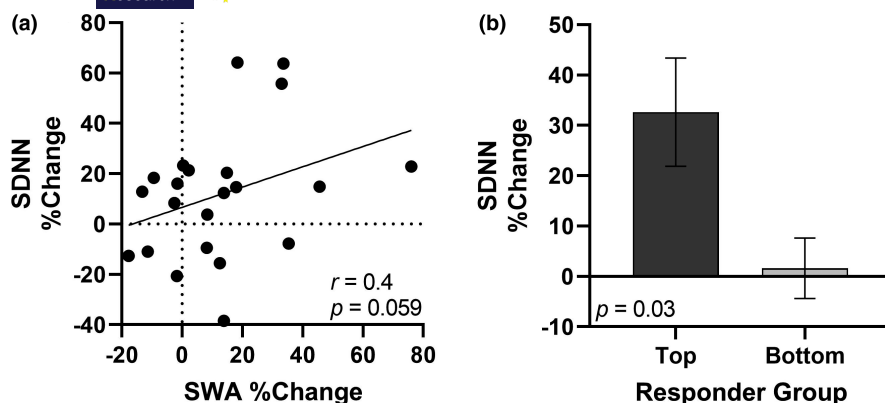 (a)
SDNN
%Change
80
60
40
20
0
-20
-40
-20 0 20 40 60 80
SWA %Change
r = 0.4
p = 0.059
(b)
SDNN
%Change
50
40
30
20
10
0
-10
p = 0.03
Top Bottom
Responder Group